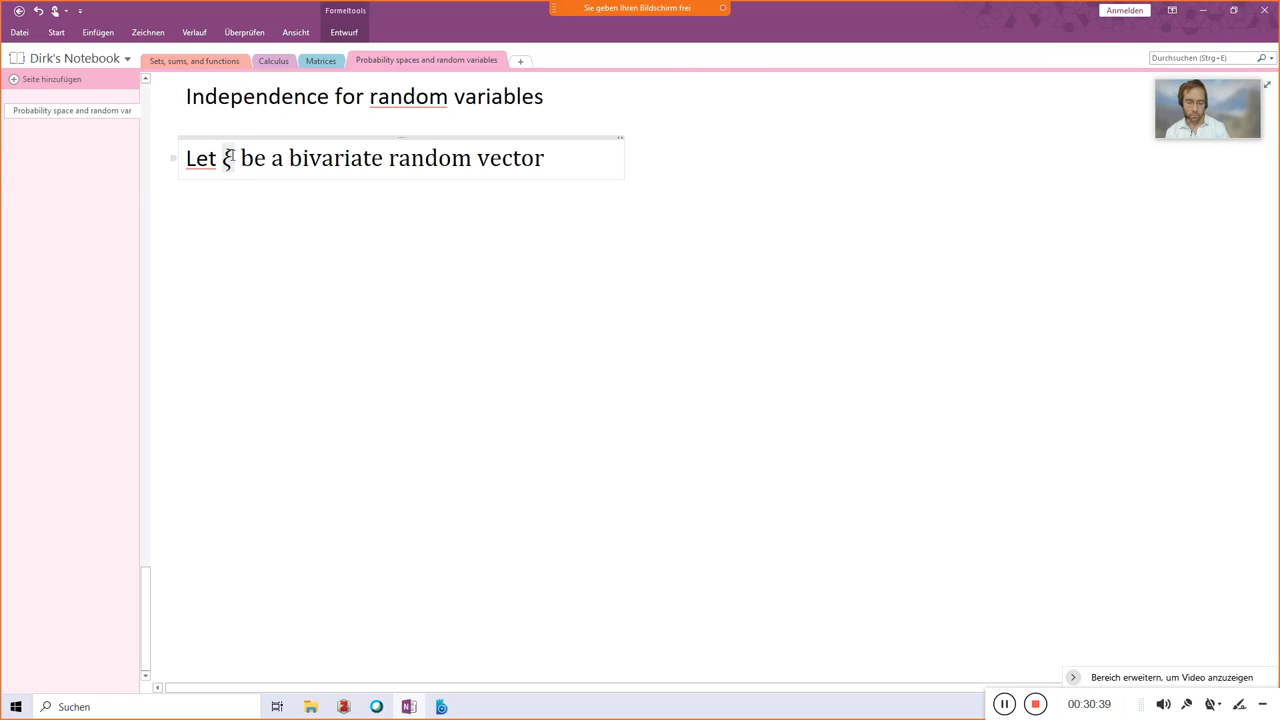 Formeltools
Sie geben Ihren Bildschirm frei
Anmelden
Datei Start Einfügen Zeichnen Verlauf Überprüfen Ansicht Entwurf
Dirk's Notebook Sets, sums, and functions Calculus Matrices Probability spaces and random variables Durchsuchen (Strg+E)
Seite hinzufügen
Independence for random variables
Probability space and random var
Let ξ be a bivariate random vector
Bereich erweitern, um Video anzuzeigen
Suchen 00:30:39